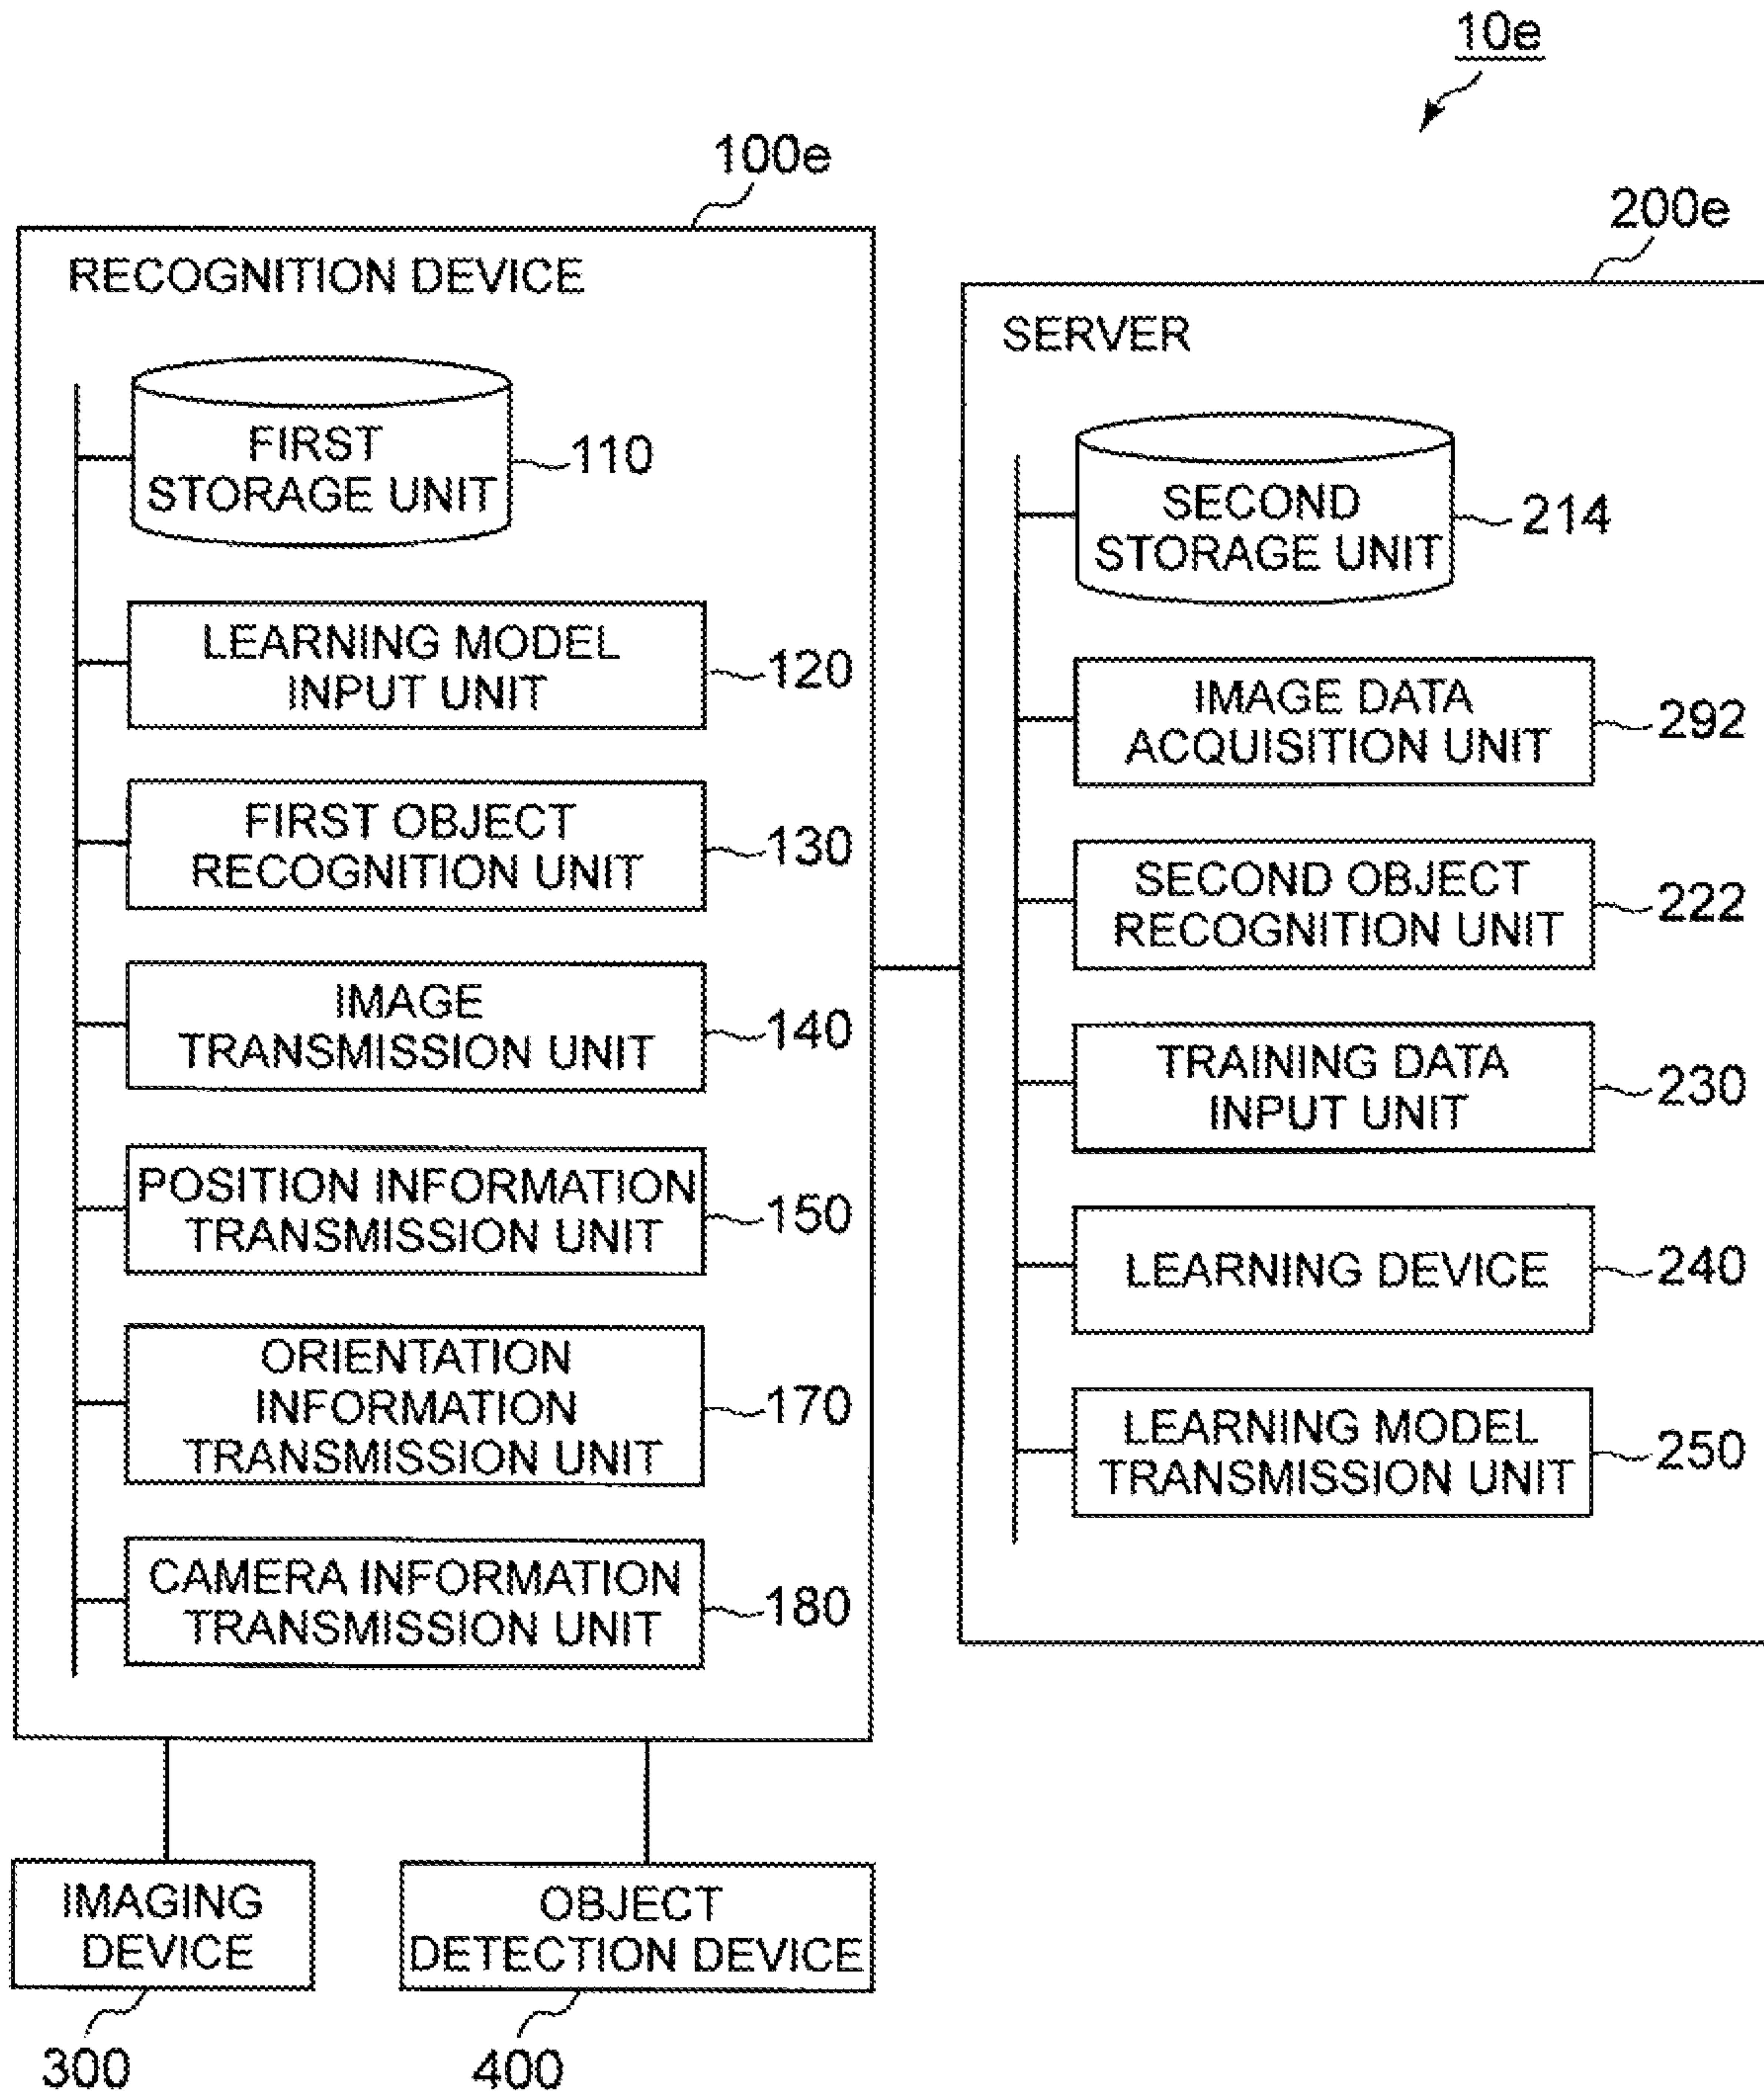 10e
100e
RECOGNITION DEVICE
FIRST
STORAGE UNIT
110
LEARNING MODEL
INPUT UNIT
120
FIRST OBJECT
RECOGNITION UNIT
130
IMAGE
TRANSMISSION UNIT
140
POSITION INFORMATION
TRANSMISSION UNIT
150
ORIENTATION
INFORMATION
TRANSMISSION UNIT
170
CAMERA INFORMATION
TRANSMISSION UNIT
180
200e
SERVER
SECOND
STORAGE UNIT
214
IMAGE DATA
ACQUISITION UNIT
292
SECOND OBJECT
RECOGNITION UNIT
222
TRAINING DATA
INPUT UNIT
230
LEARNING DEVICE
240
LEARNING MODEL
TRANSMISSION UNIT
250
IMAGING
DEVICE
300
OBJECT
DETECTION DEVICE
400